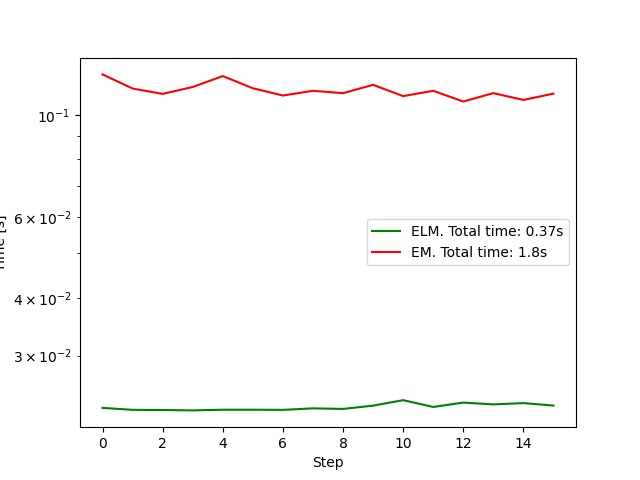 10⁻¹
6 × 10⁻²
4 × 10⁻²
3 × 10⁻²
ELM. Total time: 0.37s
EM. Total time: 1.8s
0 2 4 6 8 10 12 14
Step